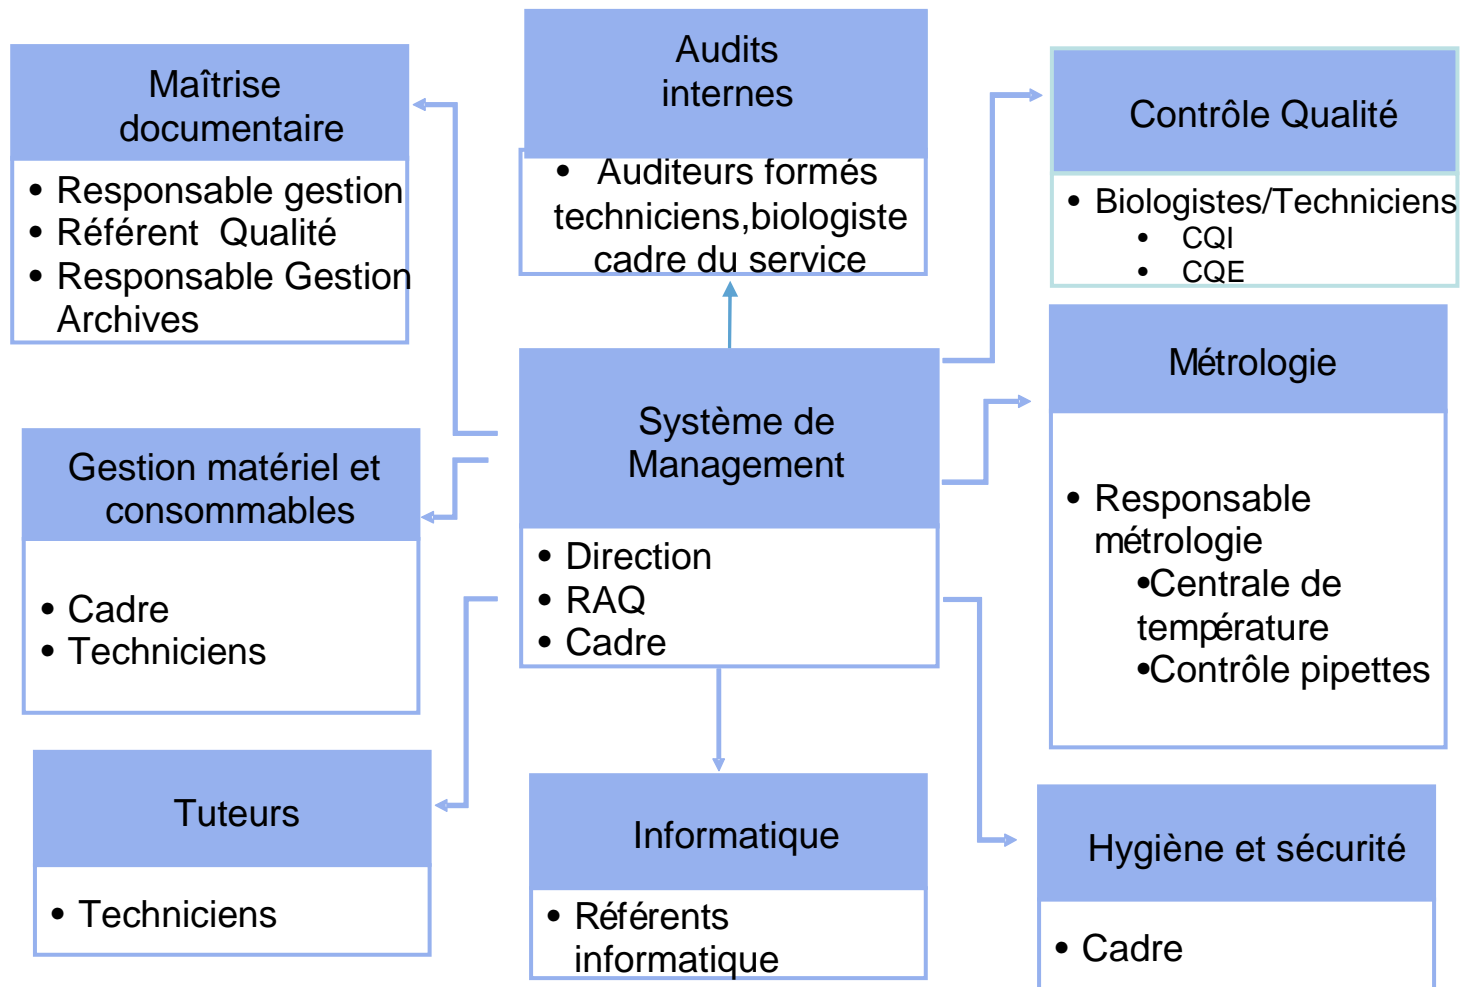 Maîtrise
documentaire
• Responsable gestion
• Référent Qualité
• Responsable Gestion
Archives
Audits
internes
• Auditeurs formés
techniciens,biologiste
cadre du service
Contrôle Qualité
• Biologistes/Techniciens
• CQI
• CQE
Gestion matériel et
consommables
• Cadre
• Techniciens
Système de
Management
• Direction
• RAQ
• Cadre
Métrologie
• Responsable
métrologie
•Centrale de
température
•Contrôle pipettes
Tuteurs
• Techniciens
Informatique
• Référents
informatique
Hygiène et sécurité
• Cadre